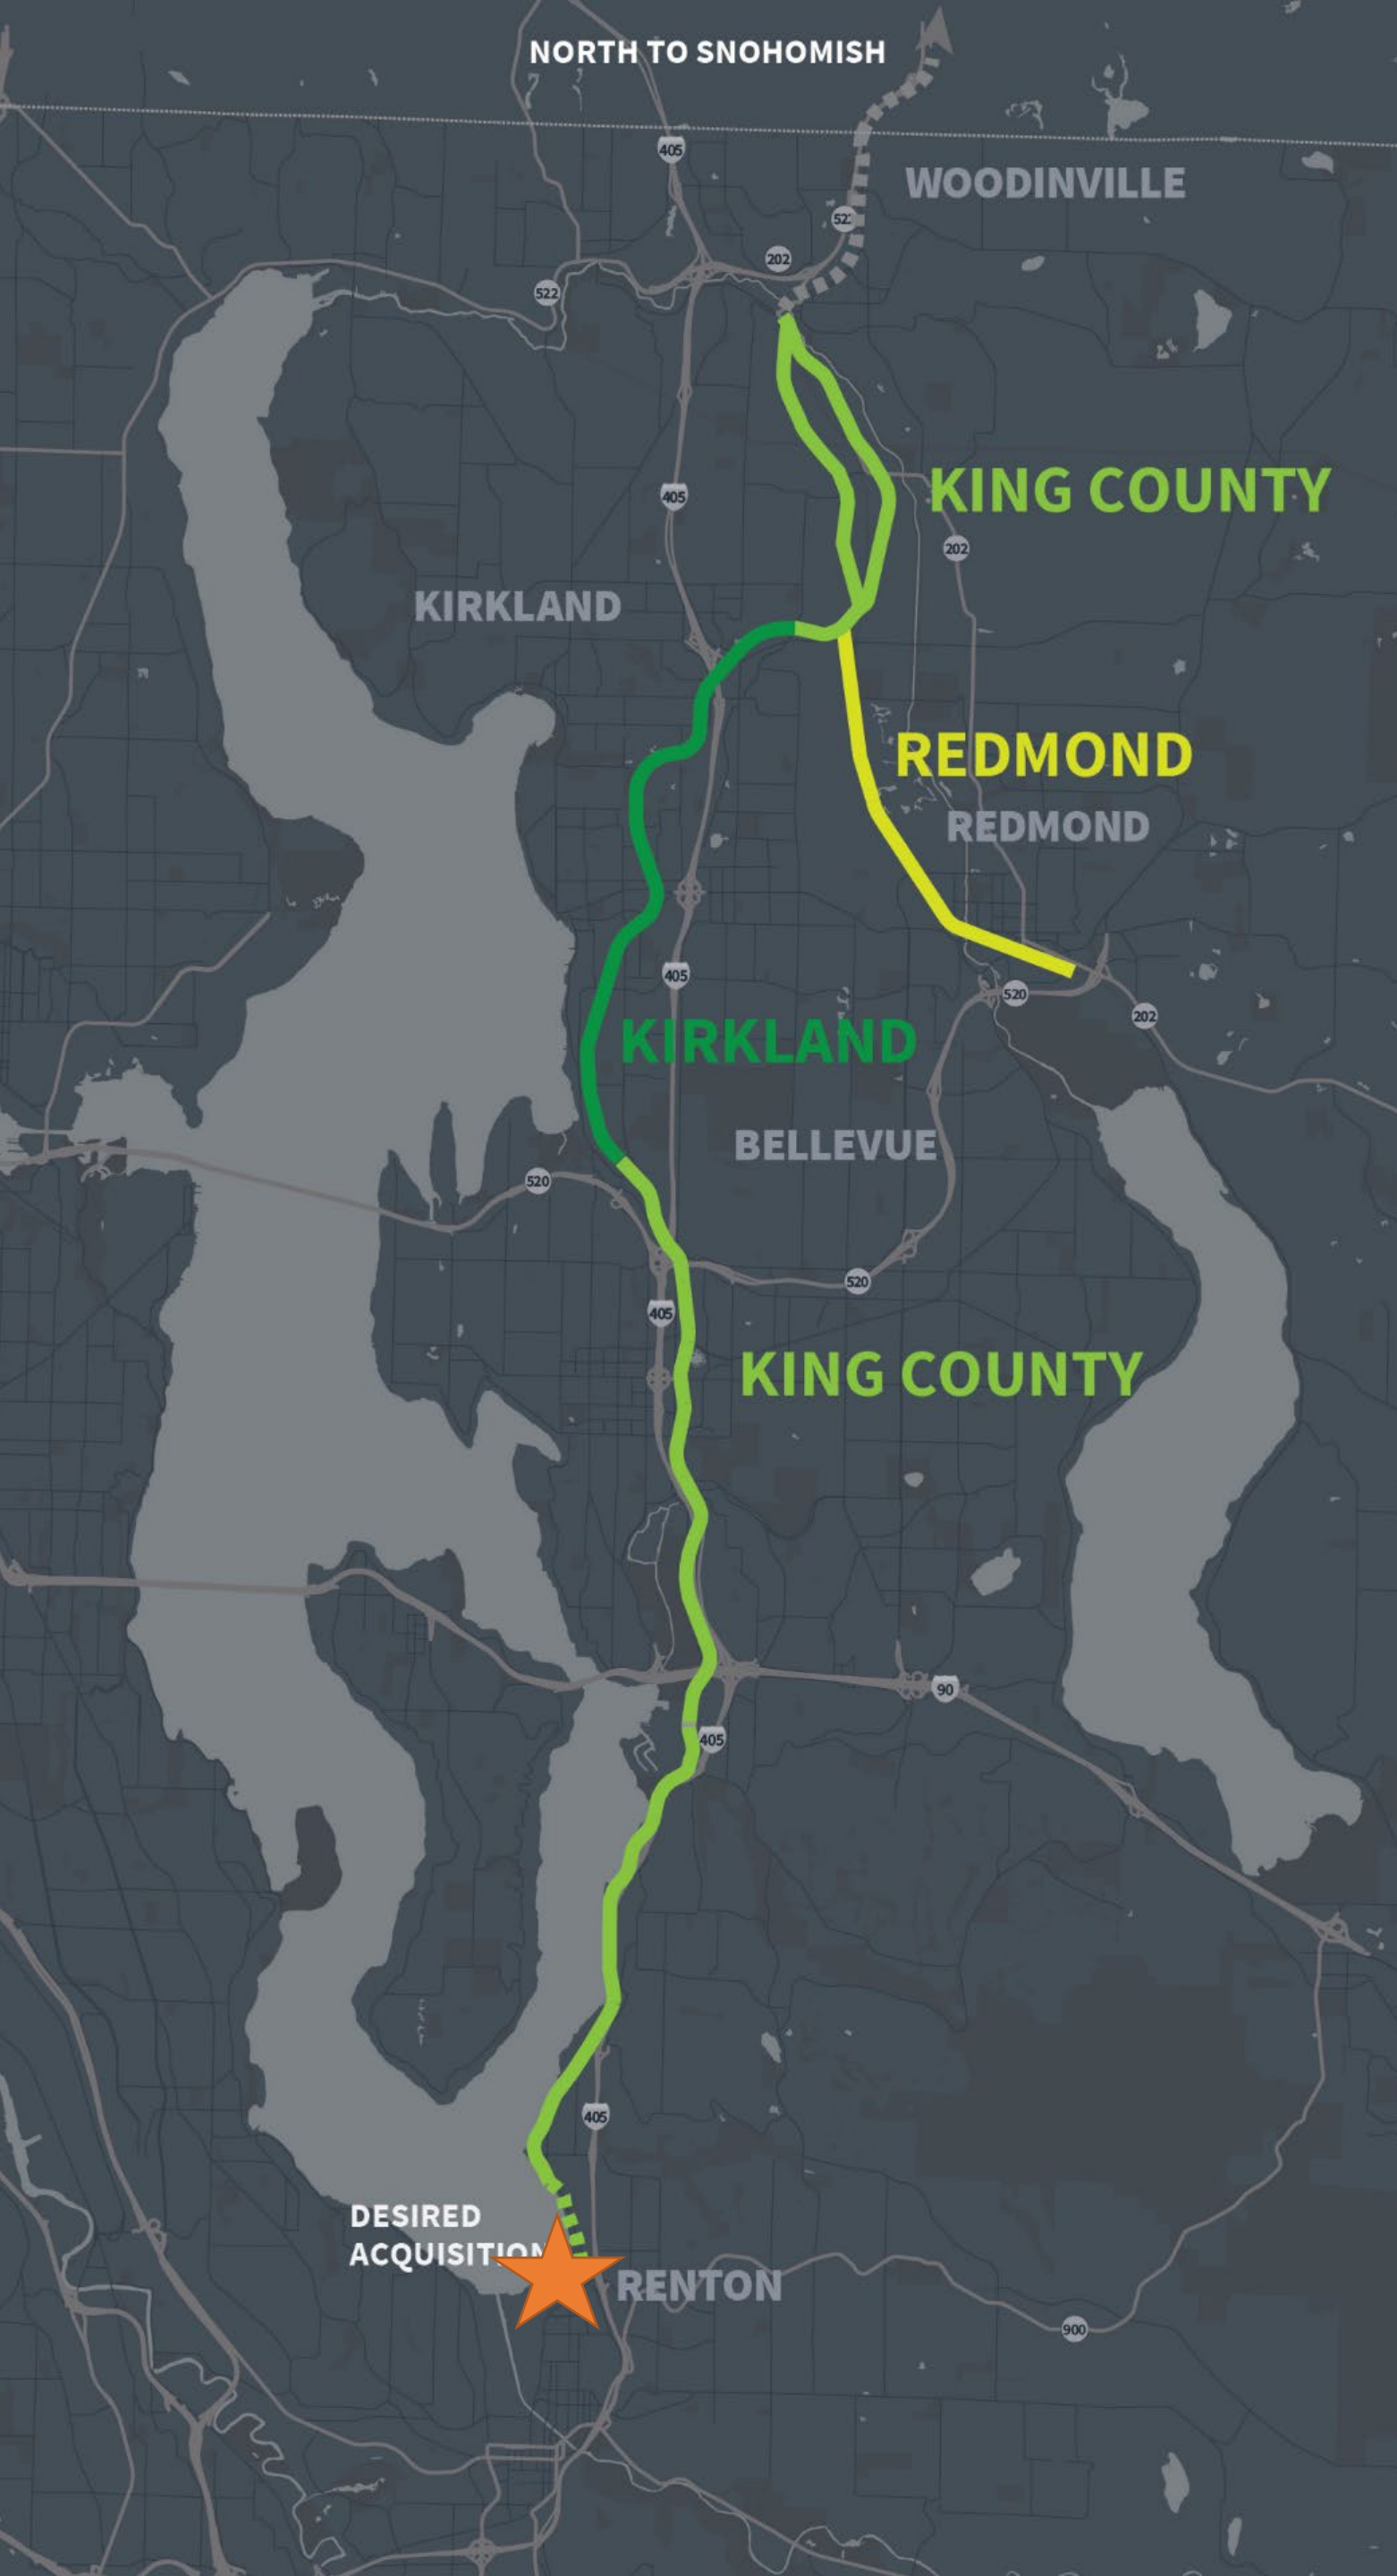 NORTH TO SNOHOMISH
405
WOODINVILLE
522
202
522
KING COUNTY
405
202
KIRKLAND
REDMOND
REDMOND
405
520
202
KIRKLAND
BELLEVUE
520
520
405
KING COUNTY
90
405
405
DESIRED
ACQUISITION
RENTON
900